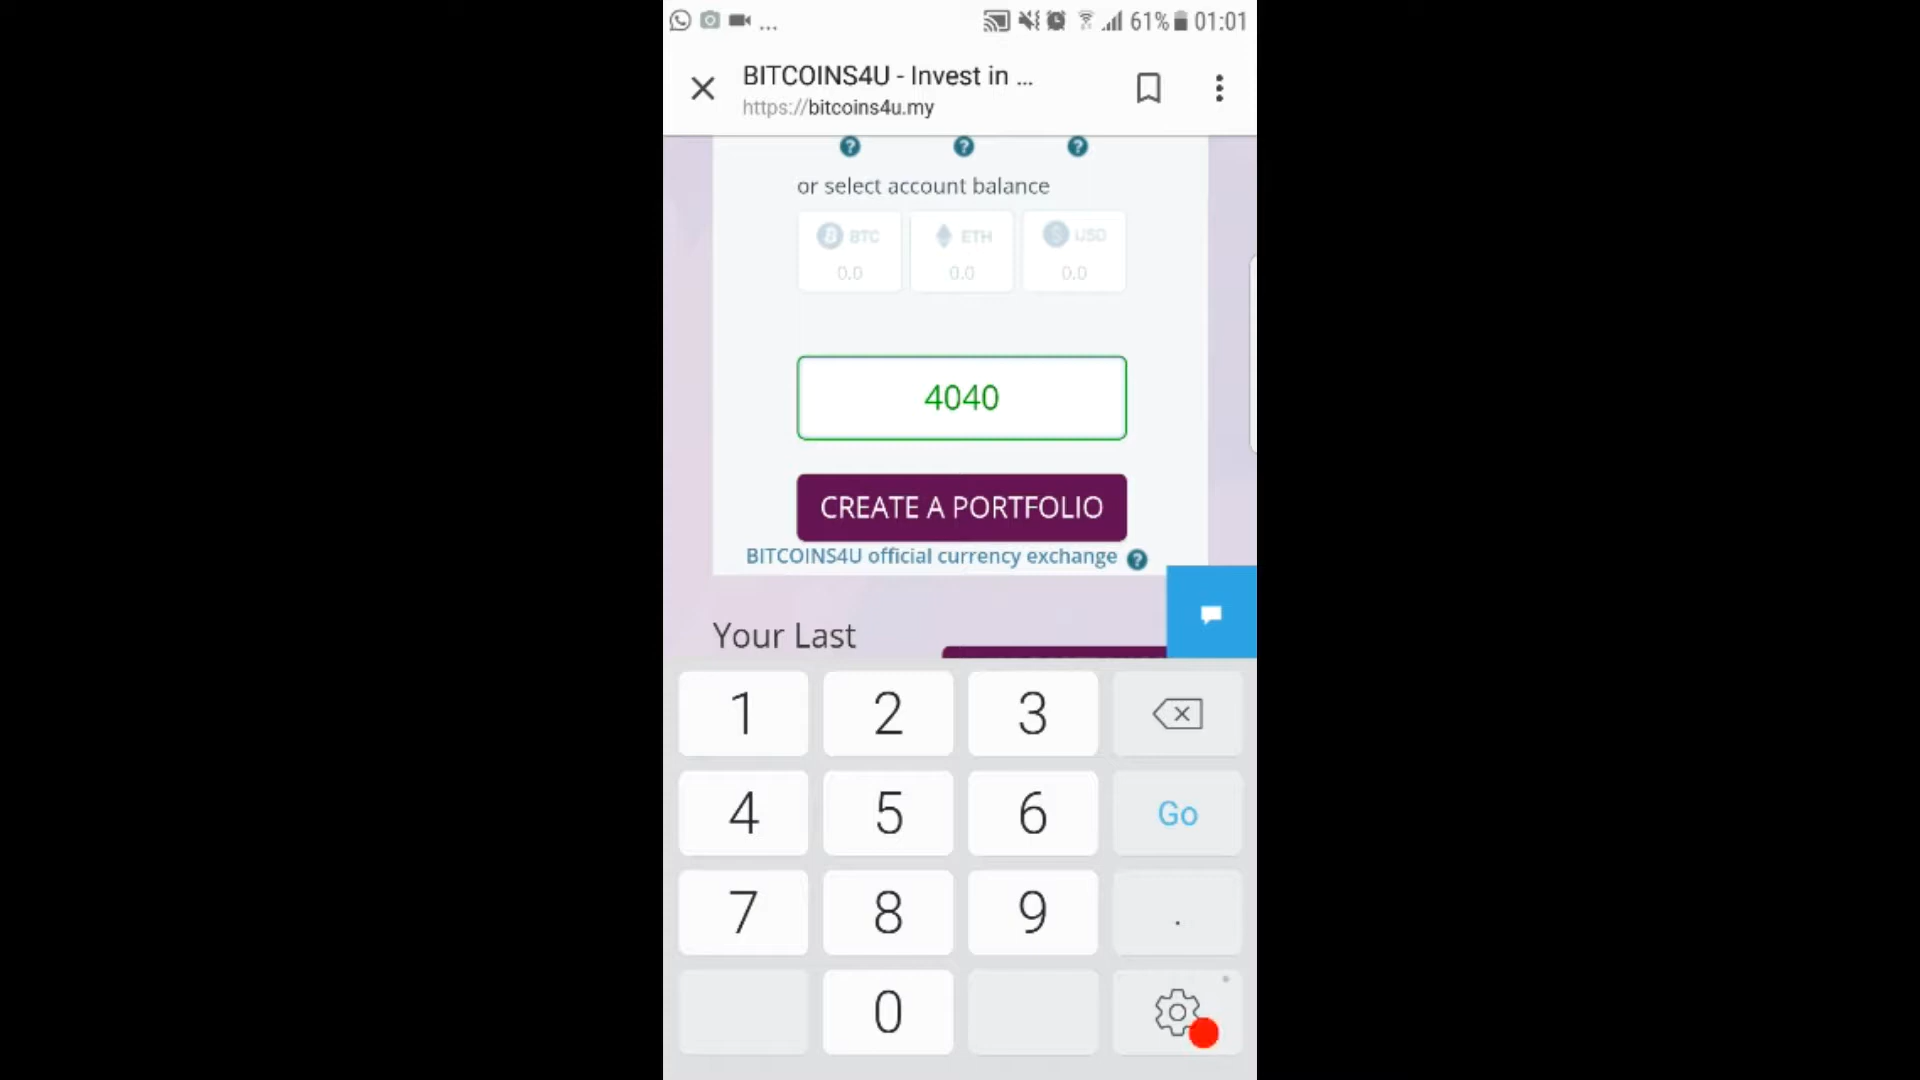 ... 61% 01:01
BITCOINS4U - Invest in ...
https://bitcoins4u.my
? ? ?
or select account balance
BTC ETH USD
0.0 0.0 0.0
4040
CREATE A PORTFOLIO
BITCOINS4U official currency exchange ?
Your Last
1 2 3
4 5 6 Go
7 8 9 .
0